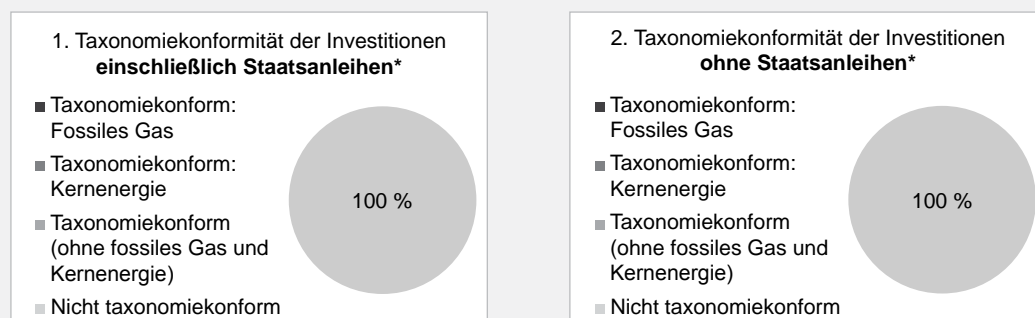 1. Taxonomiekonformität der Investitionen
einschließlich Staatsanleihen*
Taxonomiekonform:
Fossiles Gas
Taxonomiekonform:
Kernenergie
Taxonomiekonform
(ohne fossiles Gas und
Kernenergie)
Nicht taxonomiekonform
100 %
2. Taxonomiekonformität der Investitionen
ohne Staatsanleihen*
Taxonomiekonform:
Fossiles Gas
Taxonomiekonform:
Kernenergie
Taxonomiekonform
(ohne fossiles Gas und
Kernenergie)
Nicht taxonomiekonform
100 %